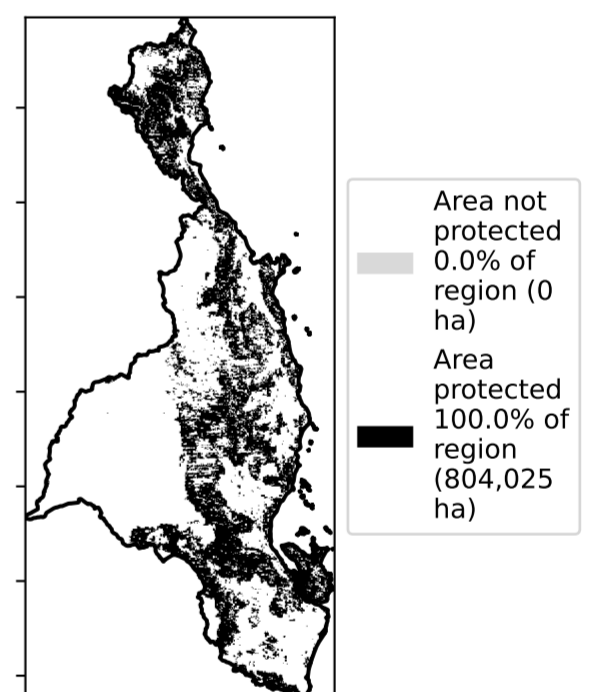 Area not
protected
0.0% of
region (0
ha)
Area
protected
100.0% of
region
(804,025
ha)